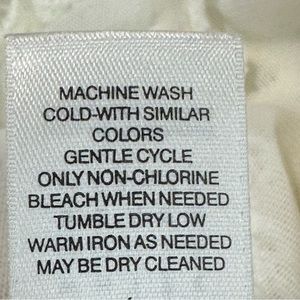 MACHINE WASH
COLD-WITH SIMILAR
COLORS
GENTLE CYCLE
ONLY NON-CHLORINE
BLEACH WHEN NEEDED
TUMBLE DRY LOW
WARM IRON AS NEEDED
MAY BE DRY CLEANED